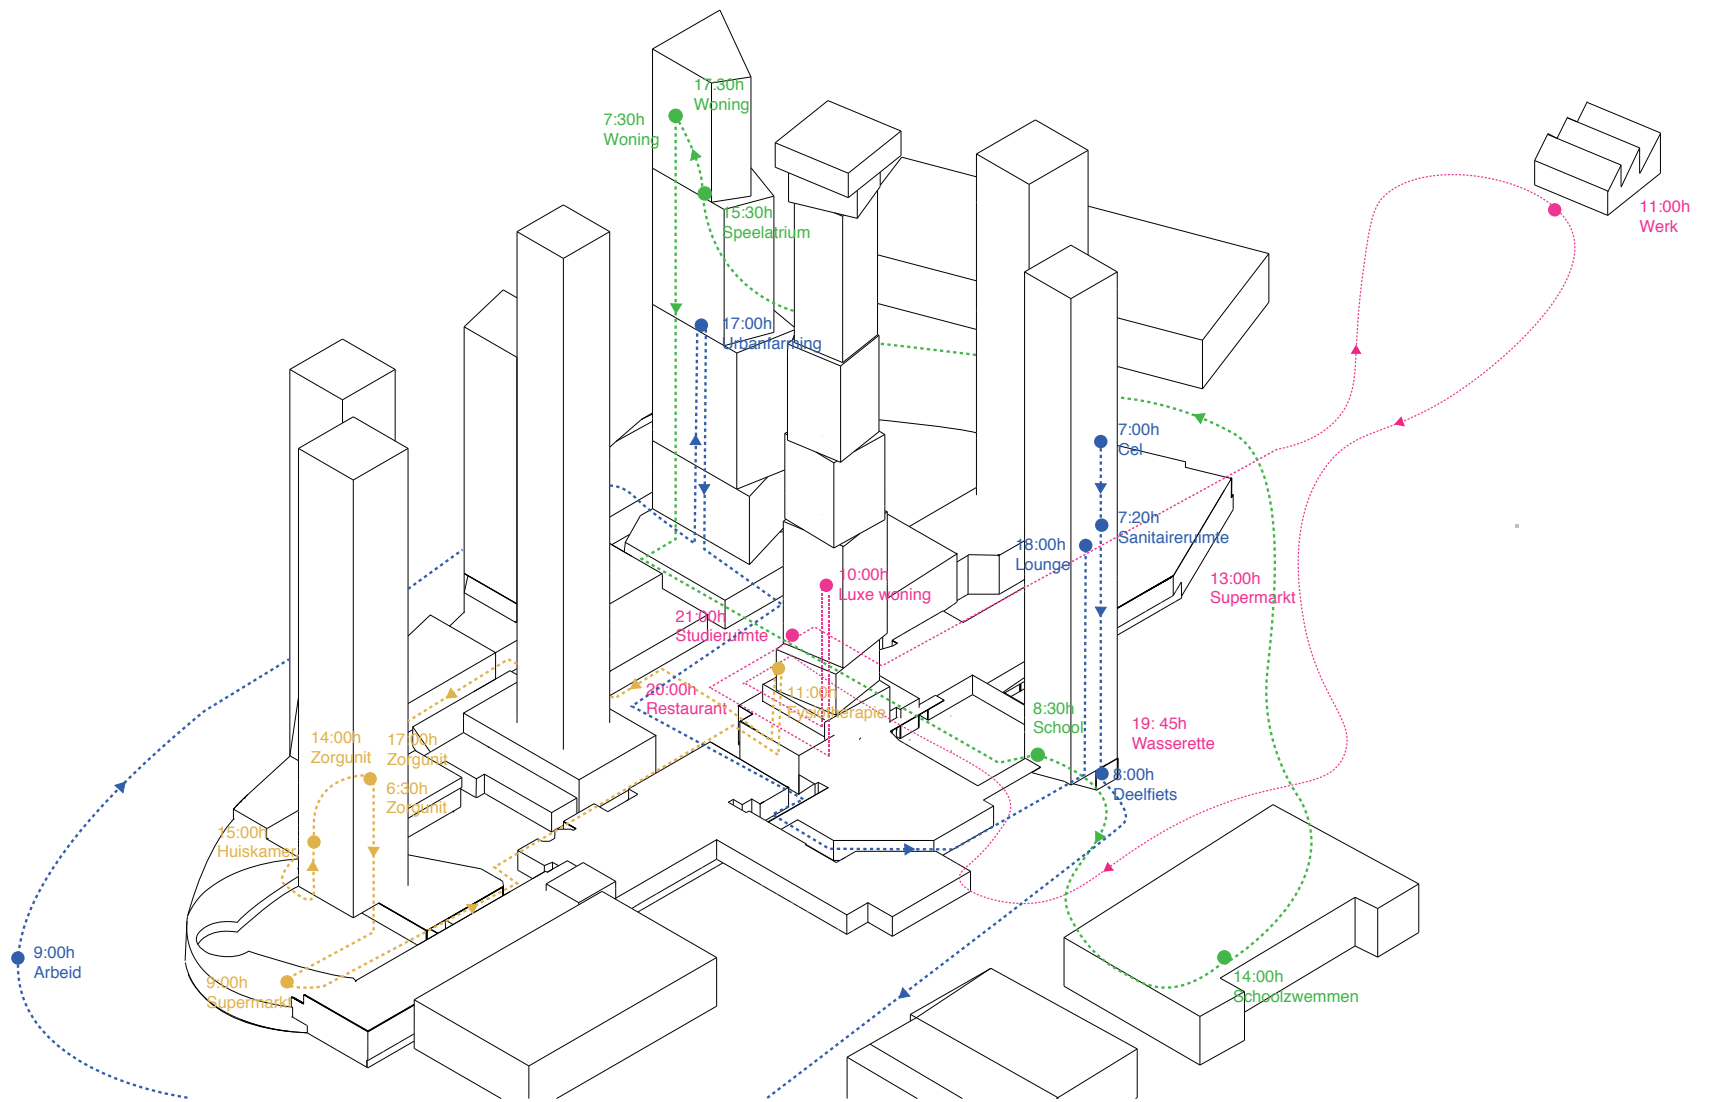 17:30h
Woning
7:30h
Woning
15:30h
Speelatrium
11:00h
Werk
17:00h
Urbanfarming
7:00h
Cel
7:20h
Sanitaireruimte
18:00h
Lounge
10:00h
Luxe woning
13:00h
Supermarkt
21:00h
Studieruimte
20:00h
Restaurant
11:00h
Fysiotherapie
8:30h
School
19: 45h
Wasserette
14:00h
Zorgunit
17:00h
Zorgunit
6:30h
Zorgunit
8:00h
Deelfiets
15:00h
Huiskamer
9:00h
Arbeid
9:00h
Supermarkt
14:00h
Schoolzwemmen